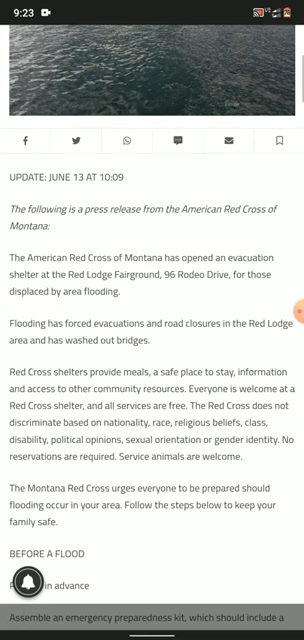 9:23
UPDATE: JUNE 13 AT 10:09
The following is a press release from the American Red Cross of
Montana:
The American Red Cross of Montana has opened an evacuation
shelter at the Red Lodge Fairground, 96 Rodeo Drive, for those
displaced by area flooding.
Flooding has forced evacuations and road closures in the Red Lodge
area and has washed out bridges.
Red Cross shelters provide meals, a safe place to stay, information
and access to other community resources. Everyone is welcome at a
Red Cross shelter, and all services are free. The Red Cross does not
discriminate based on nationality, race, religious beliefs, class,
disability, political opinions, sexual orientation or gender identity. No
reservations are required. Service animals are welcome.
The Montana Red Cross urges everyone to be prepared should
flooding occur in your area. Follow the steps below to keep your
family safe.
BEFORE A FLOOD
in advance
Assemble an emergency preparedness kit, which should include a